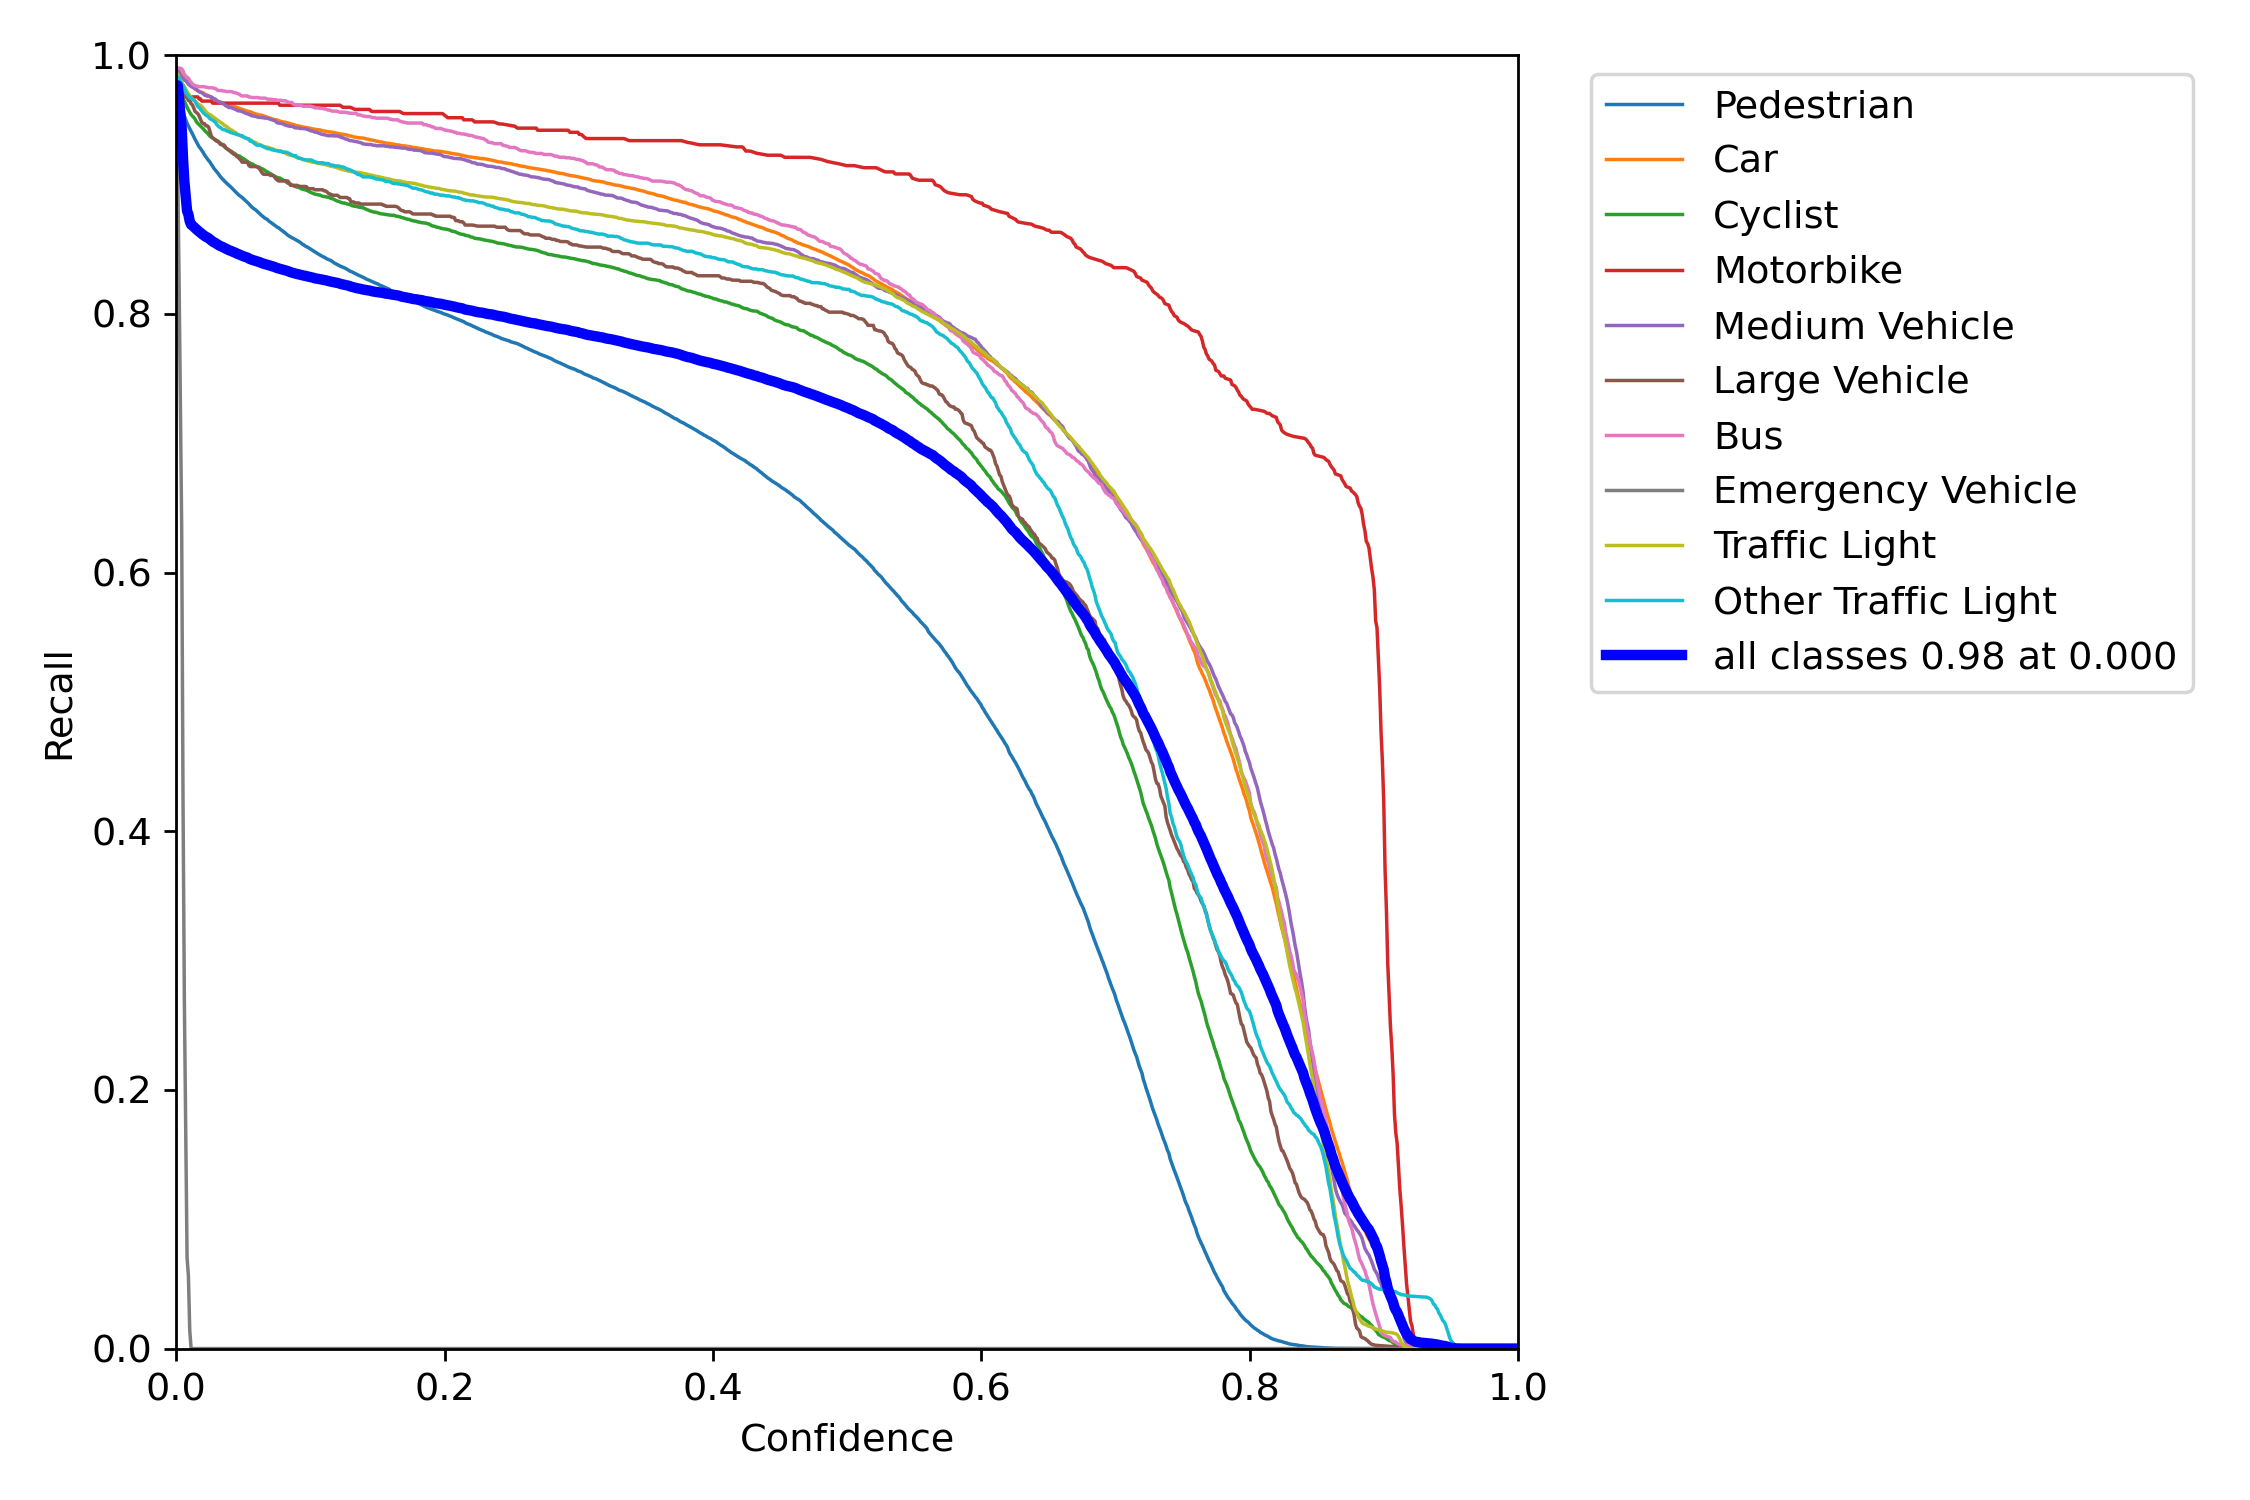 1.0
0.8
0.6
0.4
0.2
0.0
Recall
0.0 0.2 0.4 0.6 0.8 1.0
Confidence
Pedestrian
Car
Cyclist
Motorbike
Medium Vehicle
Large Vehicle
Bus
Emergency Vehicle
Traffic Light
Other Traffic Light
all classes 0.98 at 0.000